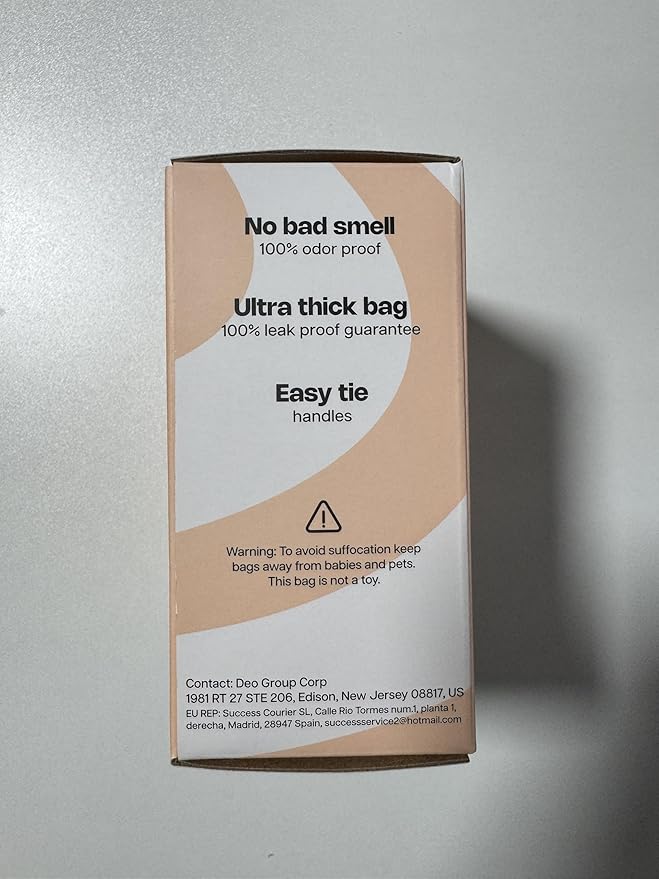 No bad smell
100% odor proof
Ultra thick bag
100% leak proof guarantee
Easy tie
handles
Warning: To avoid suffocation keep
bags away from babies and pets.
This bag is not a toy.
Contact: Deo Group Corp
1981 RT 27 STE 206, Edison, New Jersey 08817, US
EU REP: Success Courier SL, Calle Rio Tormes num.1, planta 1,
derecha, Madrid, 28947 Spain, successservice2@hotmail.com